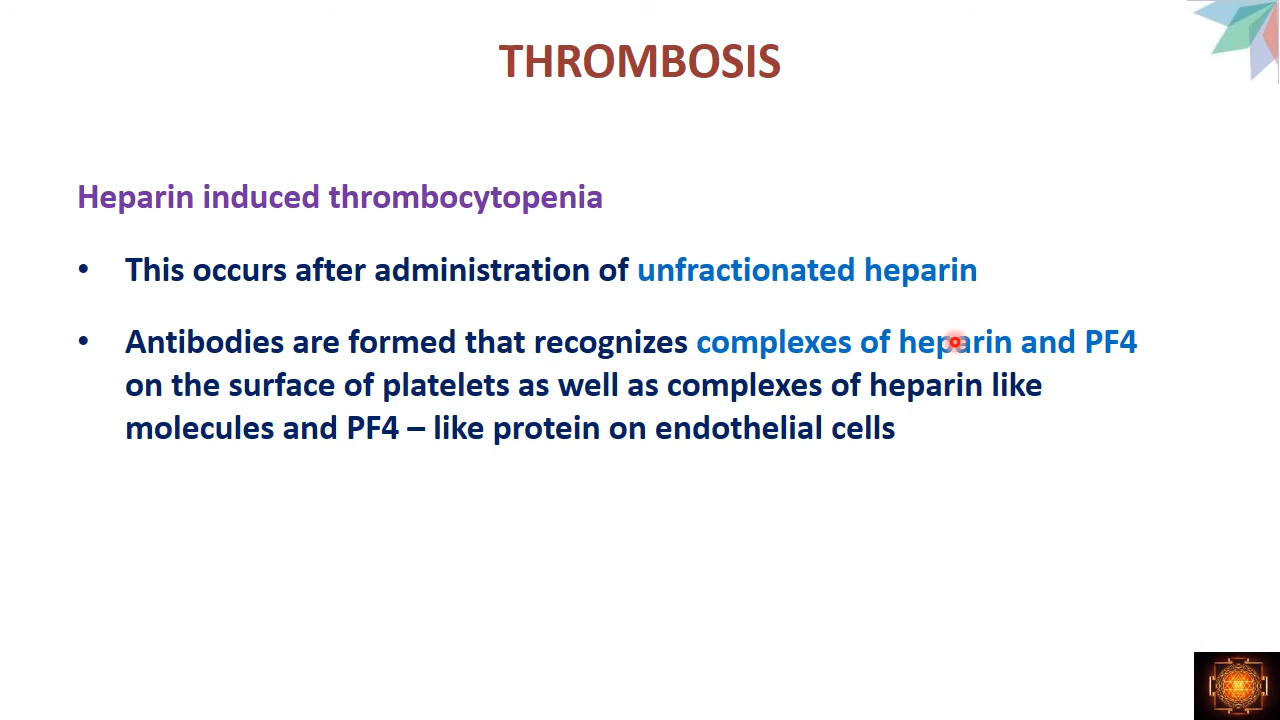 THROMBOSIS
Heparin induced thrombocytopenia
• This occurs after administration of unfractionated heparin
• Antibodies are formed that recognizes complexes of heparin and PF4
on the surface of platelets as well as complexes of heparin like
molecules and PF4 – like protein on endothelial cells